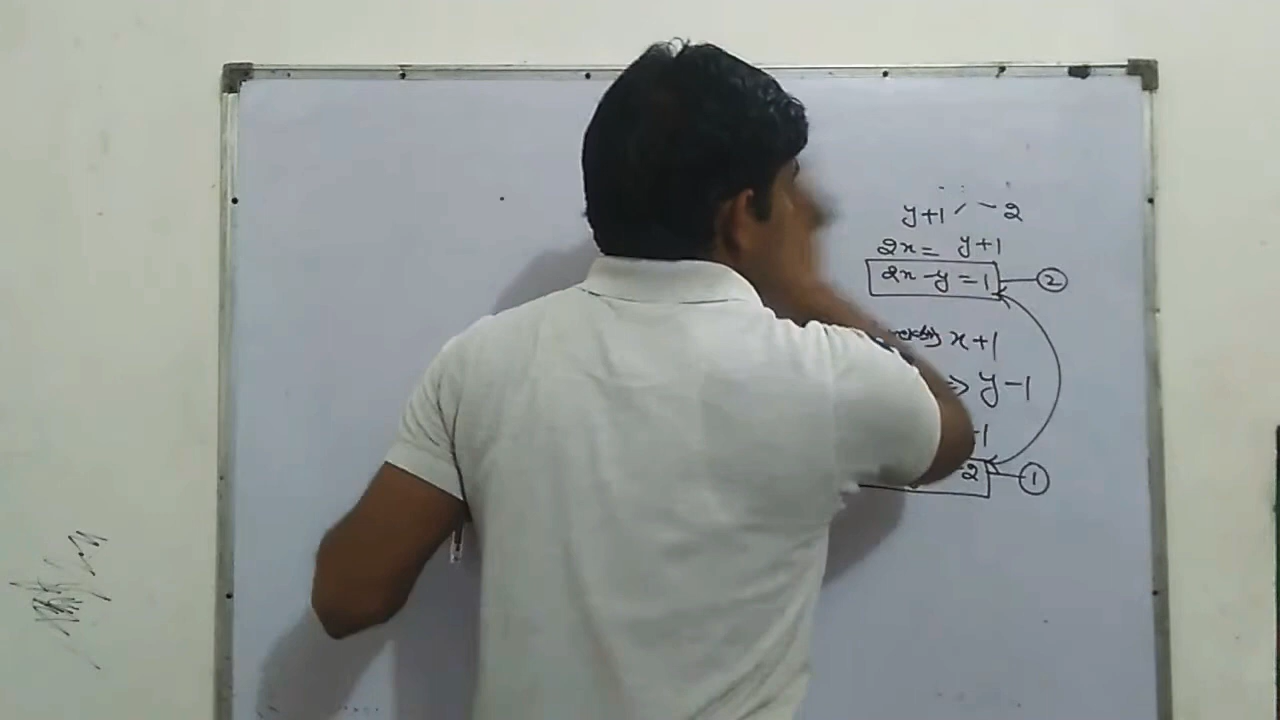 y+1 2
2x = y+1
2x - y = 1 ②
x+1
=> y - 1
+1
2 ①